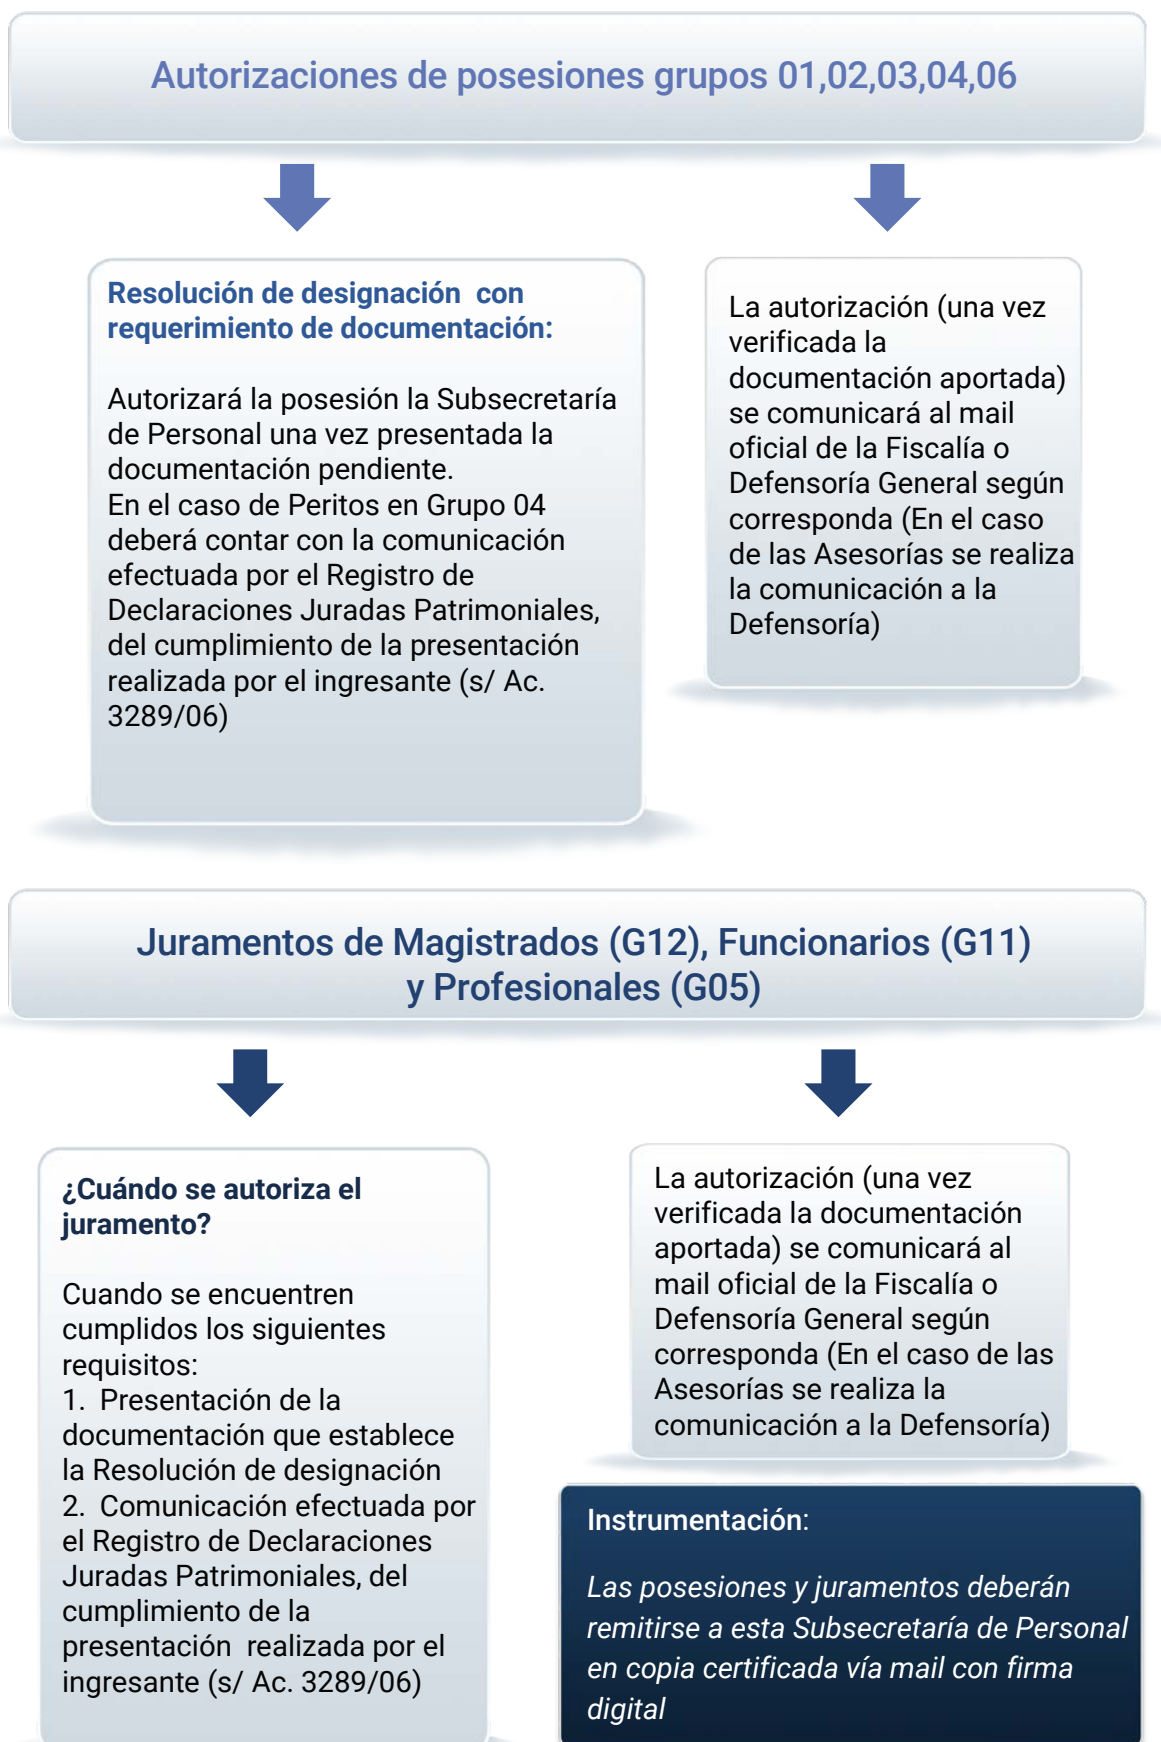 Autorizaciones de posesiones grupos 01,02,03,04,06
Resolución de designación  con
requerimiento de documentación:
Autorizará la posesión la Subsecretaría
de Personal una vez presentada la
documentación pendiente.
En el caso de Peritos en Grupo 04
deberá contar con la comunicación
efectuada por el Registro de
Declaraciones Juradas Patrimoniales,
del cumplimiento de la presentación
realizada por el ingresante (s/ Ac.
3289/06)
La autorización (una vez
verificada la
documentación aportada)
se comunicará al mail
oficial de la Fiscalía o
Defensoría General según
corresponda (En el caso
de las Asesorías se realiza
la comunicación a la
Defensoría)
Juramentos de Magistrados (G12), Funcionarios (G11)
y Profesionales (G05)
¿Cuándo se autoriza el
juramento?
Cuando se encuentren
cumplidos los siguientes
requisitos:
1.  Presentación de la
documentación que establece
la Resolución de designación
2.  Comunicación efectuada por
el Registro de Declaraciones
Juradas Patrimoniales, del
cumplimiento de la
presentación  realizada por el
ingresante (s/ Ac. 3289/06)
La autorización (una vez
verificada la documentación
aportada) se comunicará al
mail oficial de la Fiscalía o
Defensoría General según
corresponda (En el caso de las
Asesorías se realiza la
comunicación a la Defensoría)
Instrumentación:
Las posesiones y juramentos deberán
remitirse a esta Subsecretaría de Personal
en copia certificada vía mail con firma
digital